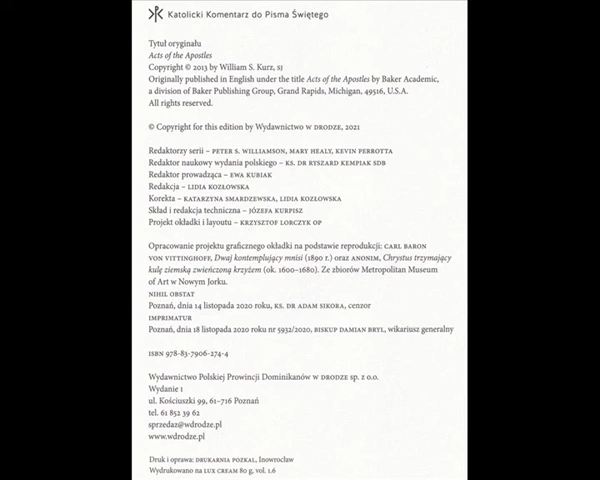 Katolicki Komentarz do Pisma Świętego
Tytuł oryginału
Acts of the Apostles
Copyright © 2013 by William S. Kurz, SJ
Originally published in English under the title Acts of the Apostles by Baker Academic,
a division of Baker Publishing Group, Grand Rapids, Michigan, 49516, U.S.A.
All rights reserved.
© Copyright for this edition by Wydawnictwo W DRODZE, 2021
Redaktorzy serii – PETER S. WILLIAMSON, MARY HEALY, KEVIN PERROTTA
Redaktor naukowy wydania polskiego – KS. DR RYSZARD KEMPIAK SDB
Redaktor prowadząca – EWA KUBIAK
Redakcja – LIDIA KOZŁOWSKA
Korekta – KATARZYNA SMARDZEWSKA, LIDIA KOZŁOWSKA
Skład i redakcja techniczna – JÓZEFA KURPISZ
Projekt okładki i layoutu – KRZYSZTOF LORCZYK OP
Opracowanie projektu graficznego okładki na podstawie reprodukcji: CARL BARON
VON VITTINGHOFF, Dwaj kontemplujący mnisi (1890 r.) oraz ANONIM, Chrystus trzymający
kulę ziemską zwieńczoną krzyżem (ok. 1600–1680). Ze zbiorów Metropolitan Museum
of Art w Nowym Jorku.
NIHIL OBSTAT
Poznań, dnia 14 listopada 2020 roku, KS. DR ADAM SIKORA, cenzor
IMPRIMATUR
Poznań, dnia 18 listopada 2020 roku nr 5932/2020, BISKUP DAMIAN BRYL, wikariusz generalny
ISBN 978-83-7906-274-4
Wydawnictwo Polskiej Prowincji Dominikanów W DRODZE sp. z o.o.
Wydanie 1
ul. Kościuszki 99, 61–716 Poznań
tel. 61 852 39 62
sprzedaz@wdrodze.pl
www.wdrodze.pl
Druk i oprawa: DRUKARNIA POZKAL, Inowrocław
Wydrukowano na LUX CREAM 80 g, vol. 1.6